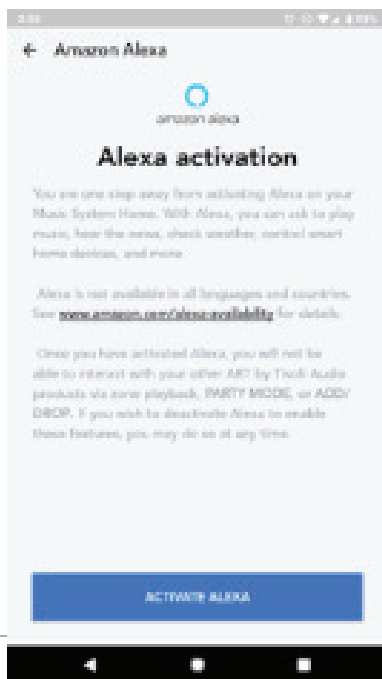 Amazon Alexa
amazon alexa
Alexa activation
You are one step away from activating Alexa on your
Music System Home. With Alexa, you can ask to play
music, hear the news, check weather, control smart
home devices, and more.
Alexa is not available in all languages and countries.
See www.amazon.com/alexa-availability for details.
Once you have activated Alexa, you will not be
able to interact with your other ART by Tivoli Audio
products via zone playback, PARTY MODE, or ADD/
DROP. If you wish to deactivate Alexa to enable
these features, you may do so at any time.
ACTIVATE ALEXA